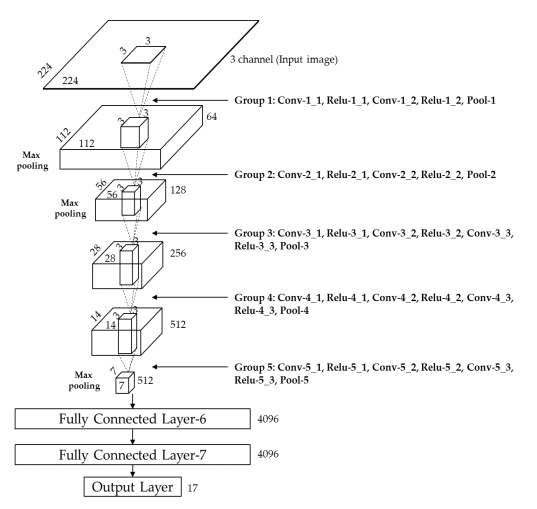 3
3
3 channel (Input image)
224
224
Group 1: Conv-1_1, Relu-1_1, Conv-1_2, Relu-1_2, Pool-1
3
3
64
112
112
Max
pooling
Group 2: Conv-2_1, Relu-2_1, Conv-2_2, Relu-2_2, Pool-2
56
3
3
56
128
Max
pooling
Group 3: Conv-3_1, Relu-3_1, Conv-3_2, Relu-3_2, Conv-3_3,
Relu-3_3, Pool-3
28
3
3
28
256
Group 4: Conv-4_1, Relu-4_1, Conv-4_2, Relu-4_2, Conv-4_3,
Relu-4_3, Pool-4
14
3
3
14
512
Group 5: Conv-5_1, Relu-5_1, Conv-5_2, Relu-5_2, Conv-5_3,
Relu-5_3, Pool-5
Max
pooling
7
7
512
Fully Connected Layer-6 4096
Fully Connected Layer-7 4096
Output Layer 17